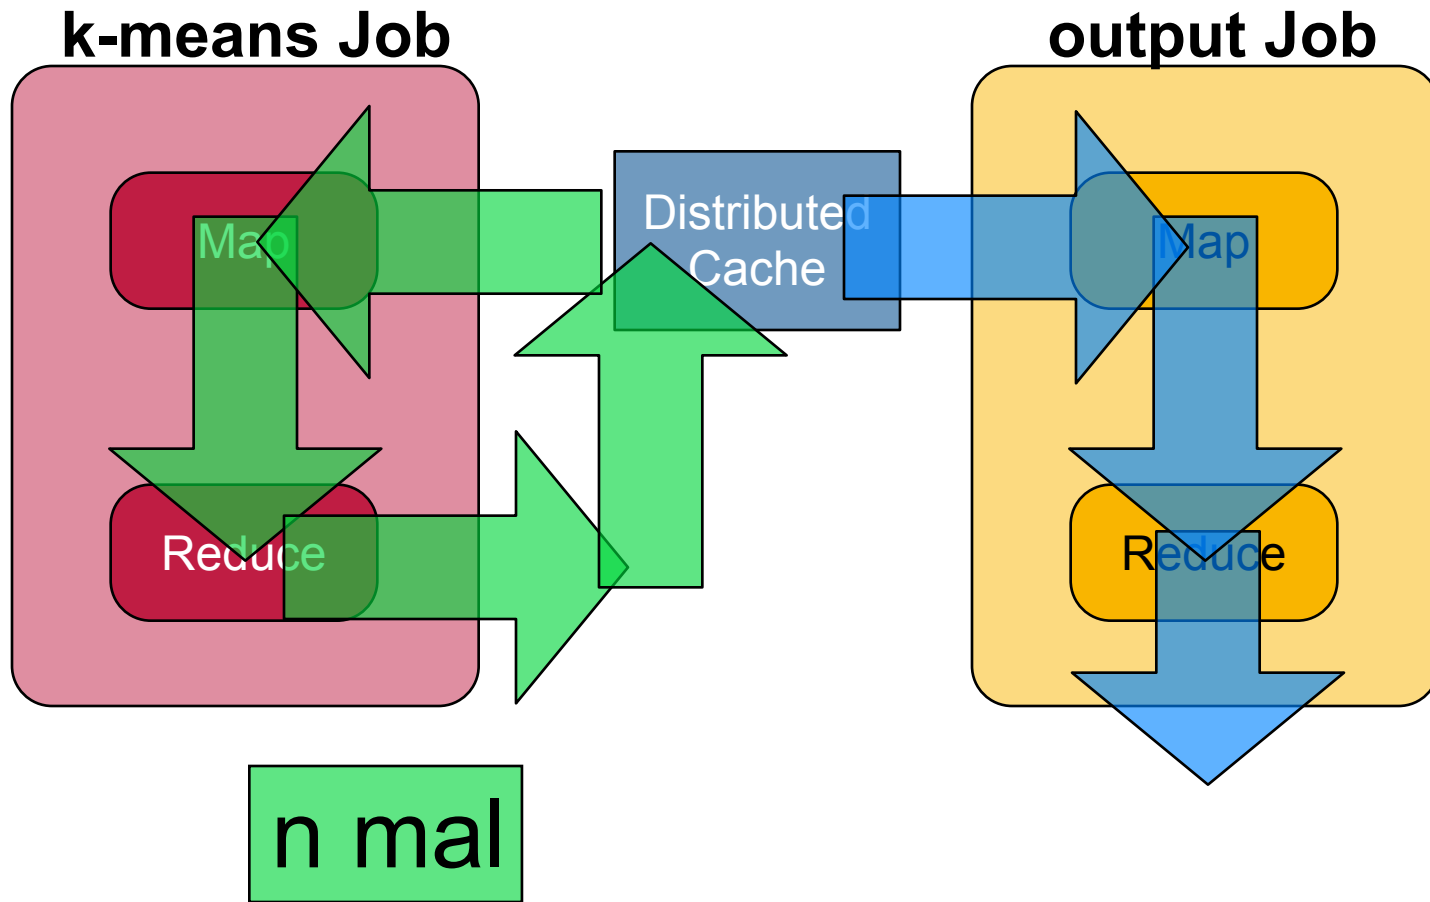 k-means Job
output Job
Map
Distributed
Cache
Map
Reduce
Reduce
n mal